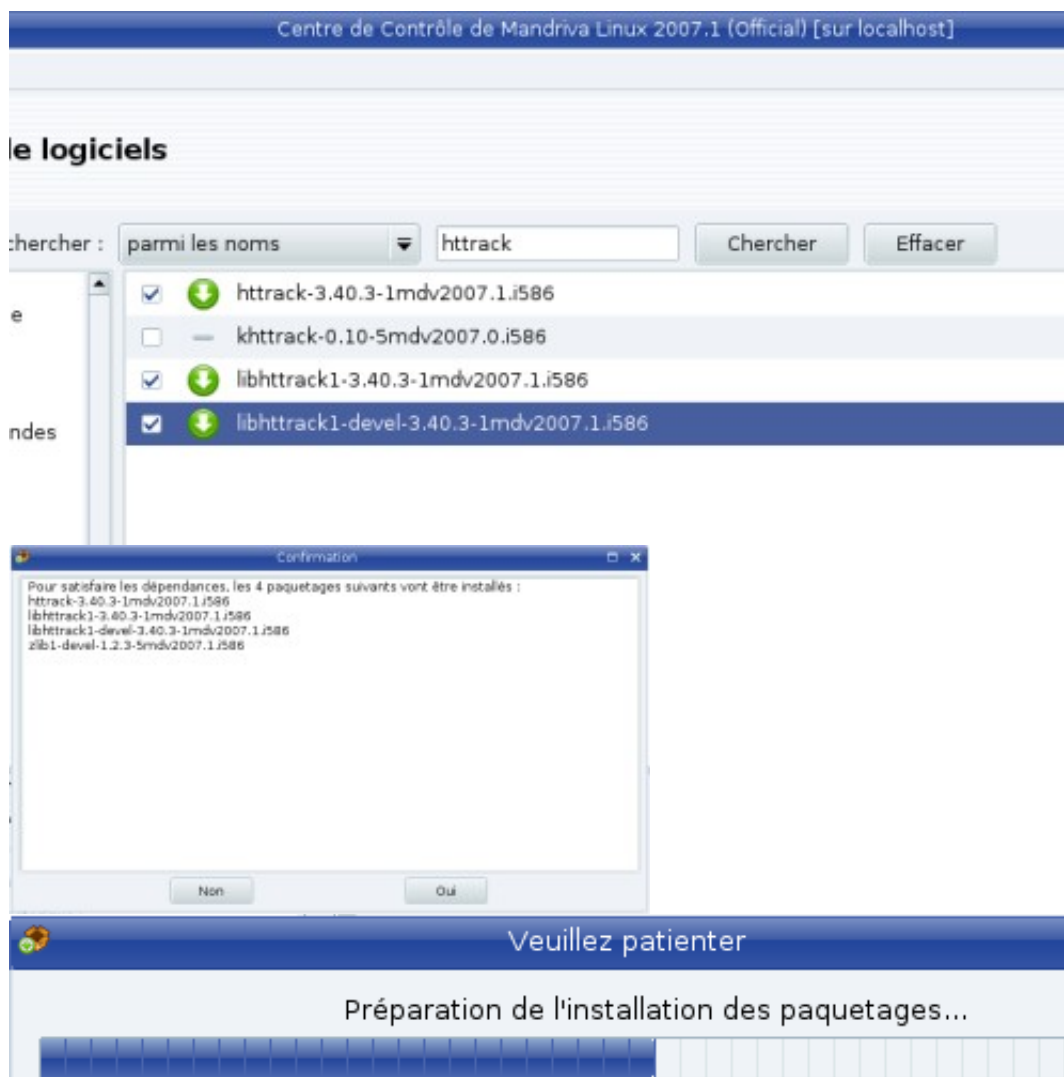 Centre de Contrôle de Mandriva Linux 2007.1 (Official) [sur localhost]
le logiciels
chercher : parmi les noms httrack Chercher Effacer
httrack-3.40.3-1mdv2007.1.i586
e
khttrack-0.10-5mdv2007.0.i586
libhttrack1-3.40.3-1mdv2007.1.i586
ndes
libhttrack1-devel-3.40.3-1mdv2007.1.i586
Confirmation
Pour satisfaire les dépendances, les 4 paquetages suivants vont être installés :
httrack-3.40.3-1mdv2007.1.i586
libhttrack1-3.40.3-1mdv2007.1.i586
libhttrack1-devel-3.40.3-1mdv2007.1.i586
zlib1-devel-1.2.3-5mdv2007.1.i586
Non Oui
Veuillez patienter
Préparation de l'installation des paquetages...